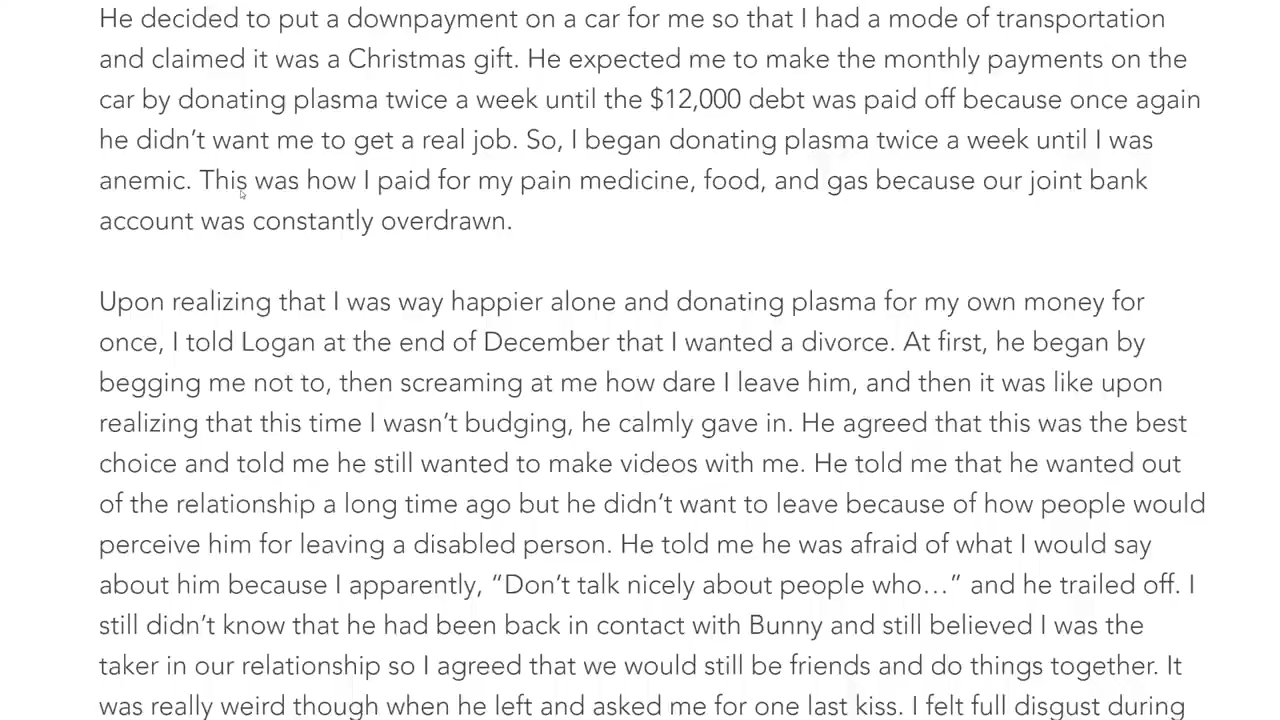 He decided to put a downpayment on a car for me so that I had a mode of transportation
and claimed it was a Christmas gift. He expected me to make the monthly payments on the
car by donating plasma twice a week until the $12,000 debt was paid off because once again
he didn’t want me to get a real job. So, I began donating plasma twice a week until I was
anemic. This was how I paid for my pain medicine, food, and gas because our joint bank
account was constantly overdrawn.
Upon realizing that I was way happier alone and donating plasma for my own money for
once, I told Logan at the end of December that I wanted a divorce. At first, he began by
begging me not to, then screaming at me how dare I leave him, and then it was like upon
realizing that this time I wasn’t budging, he calmly gave in. He agreed that this was the best
choice and told me he still wanted to make videos with me. He told me that he wanted out
of the relationship a long time ago but he didn’t want to leave because of how people would
perceive him for leaving a disabled person. He told me he was afraid of what I would say
about him because I apparently, “Don’t talk nicely about people who…” and he trailed off. I
still didn’t know that he had been back in contact with Bunny and still believed I was the
taker in our relationship so I agreed that we would still be friends and do things together. It
was really weird though when he left and asked me for one last kiss. I felt full disgust during